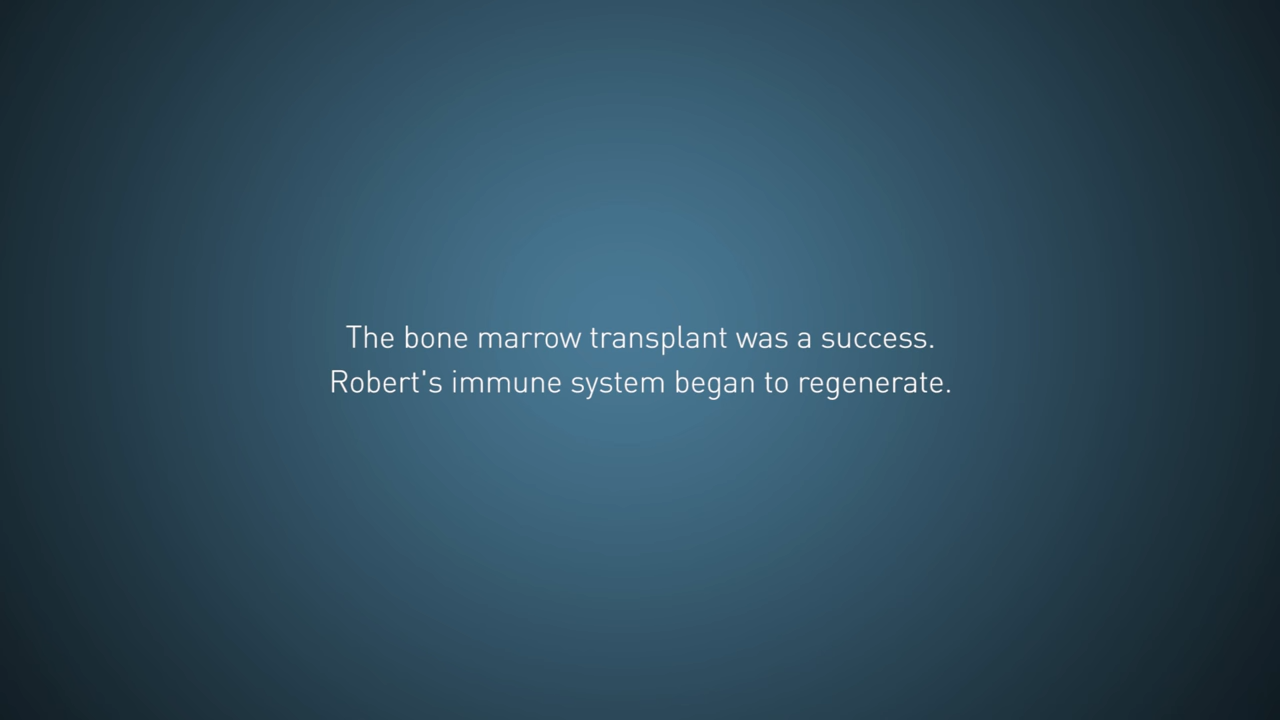 The bone marrow transplant was a success.
Robert's immune system began to regenerate.